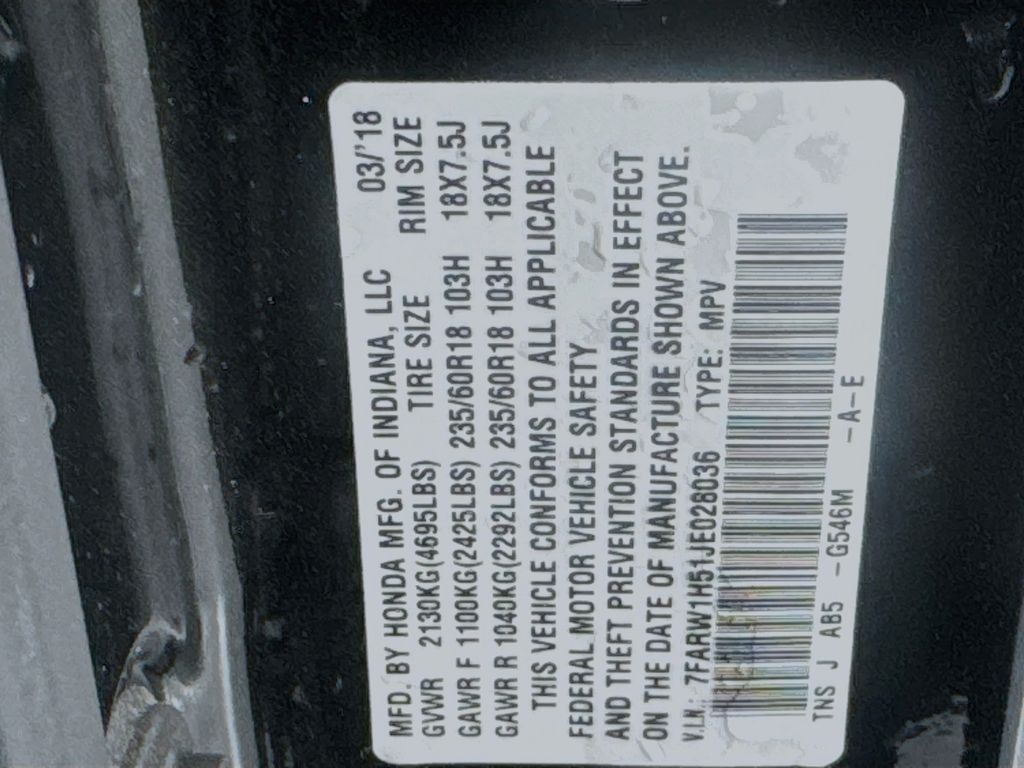 MFD. BY HONDA MFG. OF INDIANA, LLC 03/'18
GVWR 2130KG(4695LBS) TIRE SIZE RIM SIZE
GAWR F 1100KG(2425LBS) 235/60R18 103H 18X7.5J
GAWR R 1040KG(2292LBS) 235/60R18 103H 18X7.5J
THIS VEHICLE CONFORMS TO ALL APPLICABLE
FEDERAL MOTOR VEHICLE SAFETY
AND THEFT PREVENTION STANDARDS IN EFFECT
ON THE DATE OF MANUFACTURE SHOWN ABOVE.
V.I.N.: 7FARW1H51JE028036 TYPE: MPV
TNS J AB5 -G546M -A-E